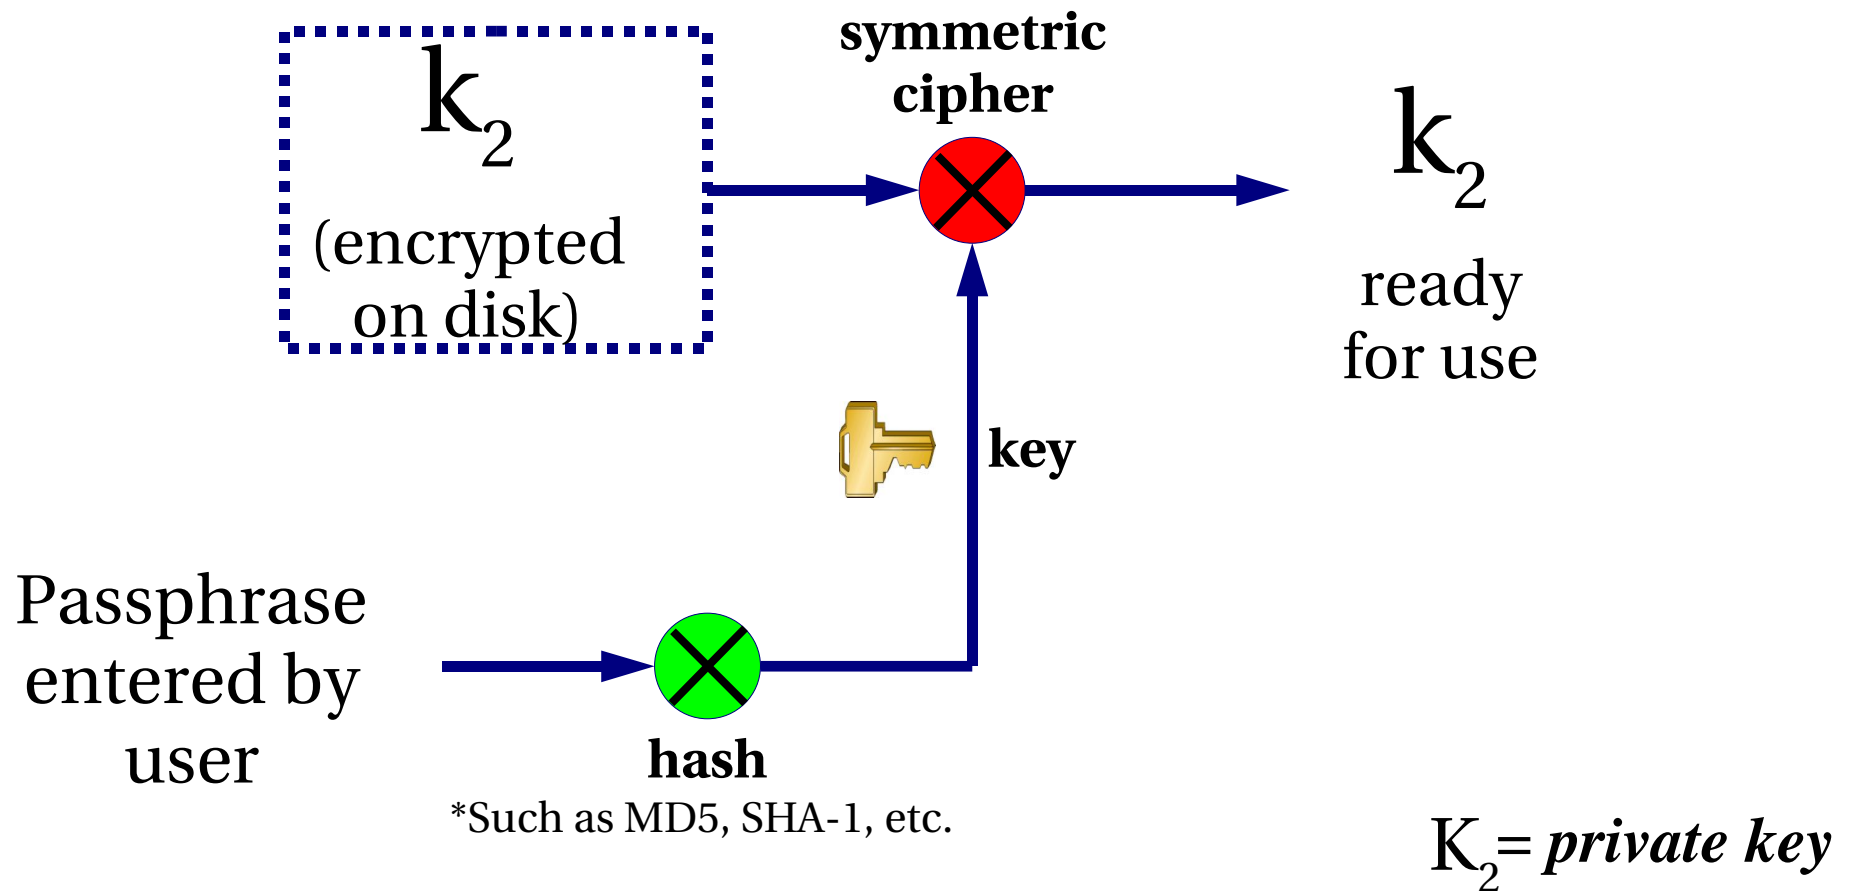 symmetric
cipher
k₂
(encrypted
on disk)
k₂
ready
for use
key
Passphrase
entered by
user
hash
*Such as MD5, SHA-1, etc.
K₂= private key